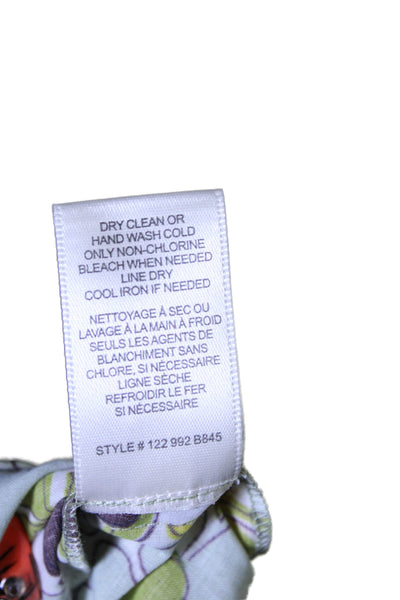 DRY CLEAN OR
HAND WASH COLD
ONLY NON-CHLORINE
BLEACH WHEN NEEDED
LINE DRY
COOL IRON IF NEEDED
NETTOYAGE À SEC OU
LAVAGE À LA MAIN À FROID
SEULS LES AGENTS DE
BLANCHIMENT SANS
CHLORE, SI NÉCESSAIRE
LIGNE SÈCHE
REFROIDIR LE FER
SI NÉCESSAIRE
STYLE # 122 992 B845